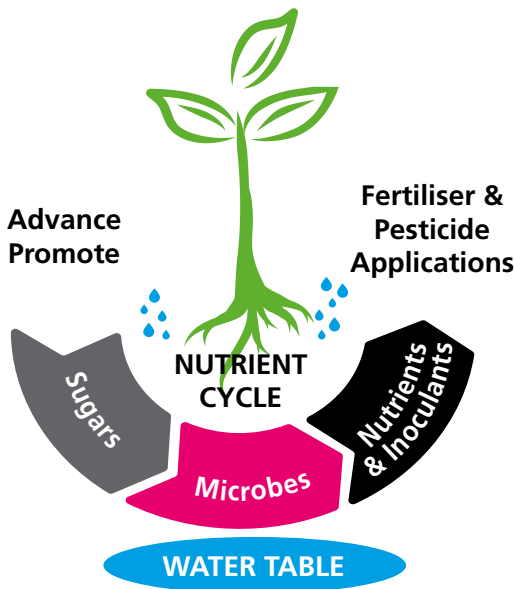 Advance
Promote
Fertiliser &
Pesticide
Applications
NUTRIENT
CYCLE
Sugars
Microbes
Nutrients
& Inoculants
WATER TABLE